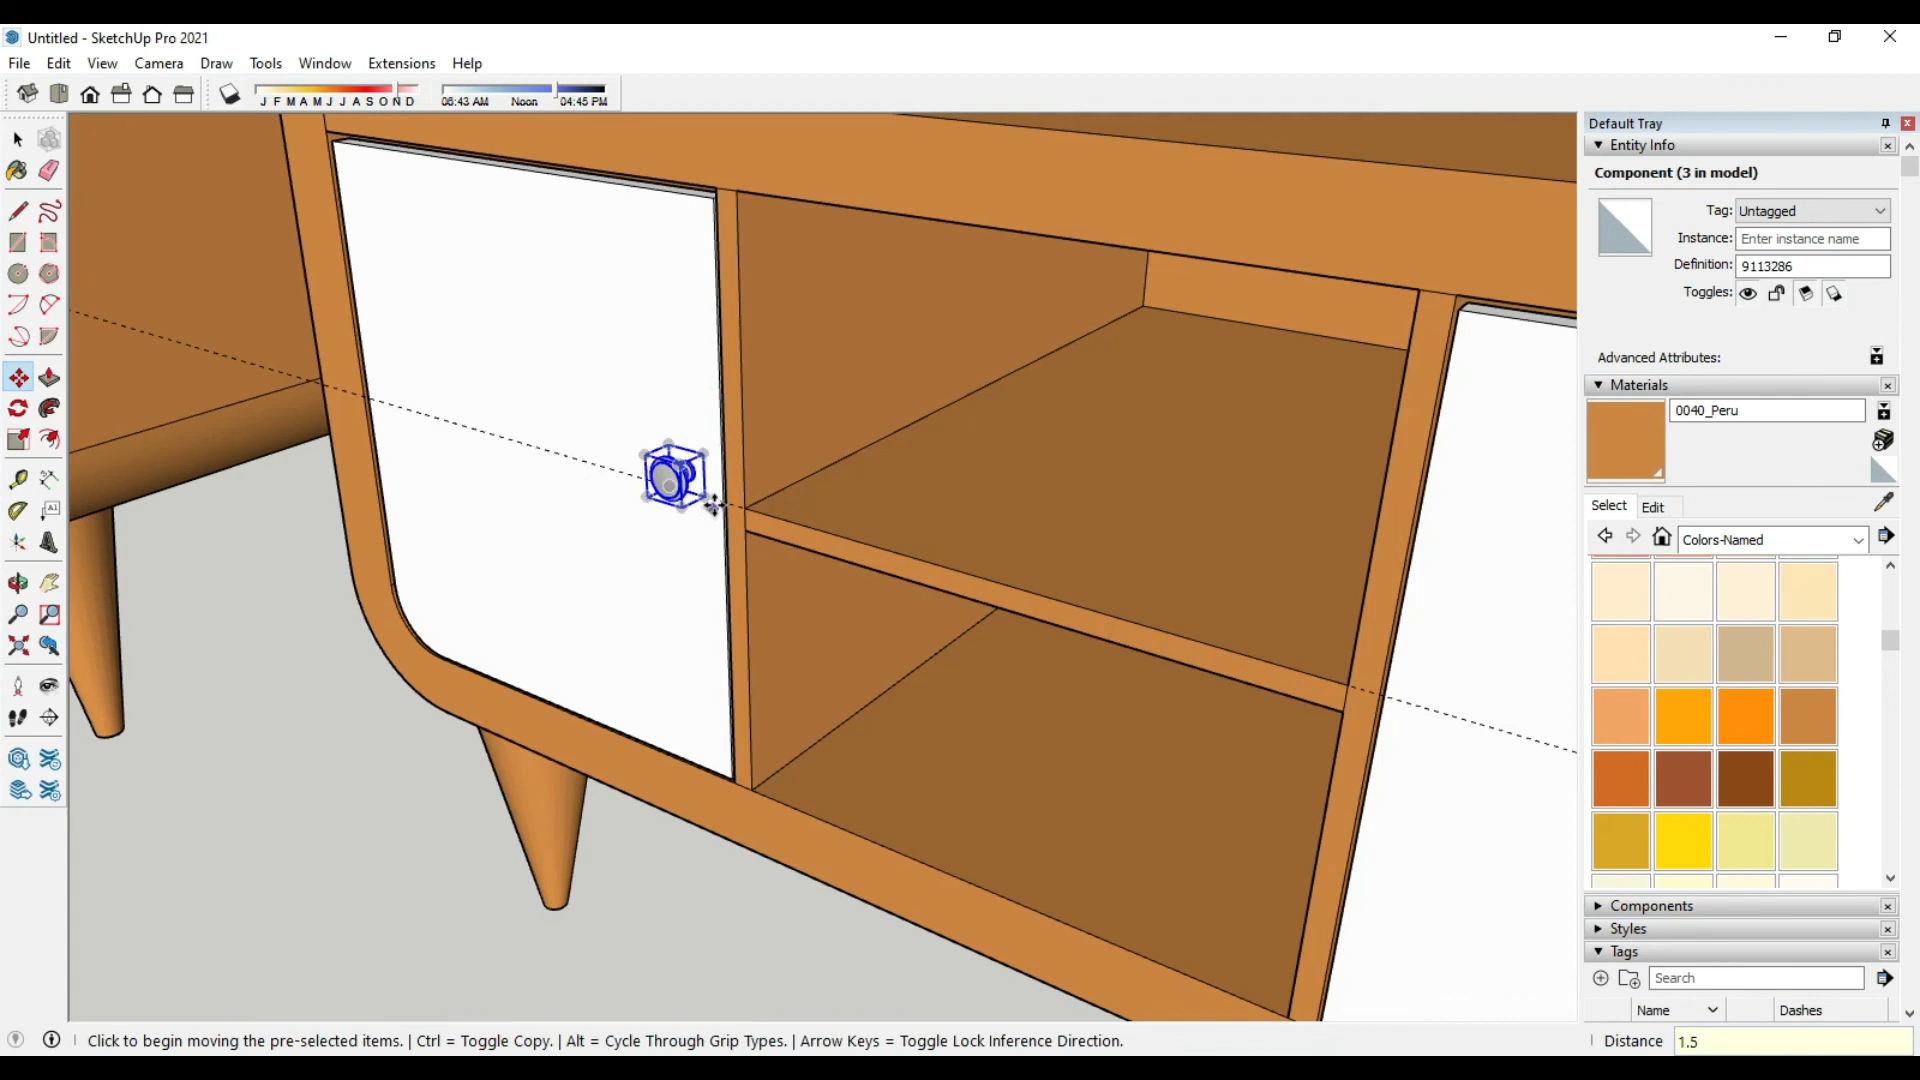 Untitled - SketchUp Pro 2021
File Edit View Camera Draw Tools Window Extensions Help
J F M A M J J A S O N D
06:43 AM Noon 04:45 PM
Default Tray
Entity Info
Component (3 in model)
Tag: Untagged
Instance: Enter instance name
Definition: 9113286
Toggles:
Advanced Attributes:
Materials
0040_Peru
Select Edit
Colors-Named
Components
Styles
Tags
Search
Name Dashes
Click to begin moving the pre-selected items. | Ctrl = Toggle Copy. | Alt = Cycle Through Grip Types. | Arrow Keys = Toggle Lock Inference Direction.
Distance 1.5